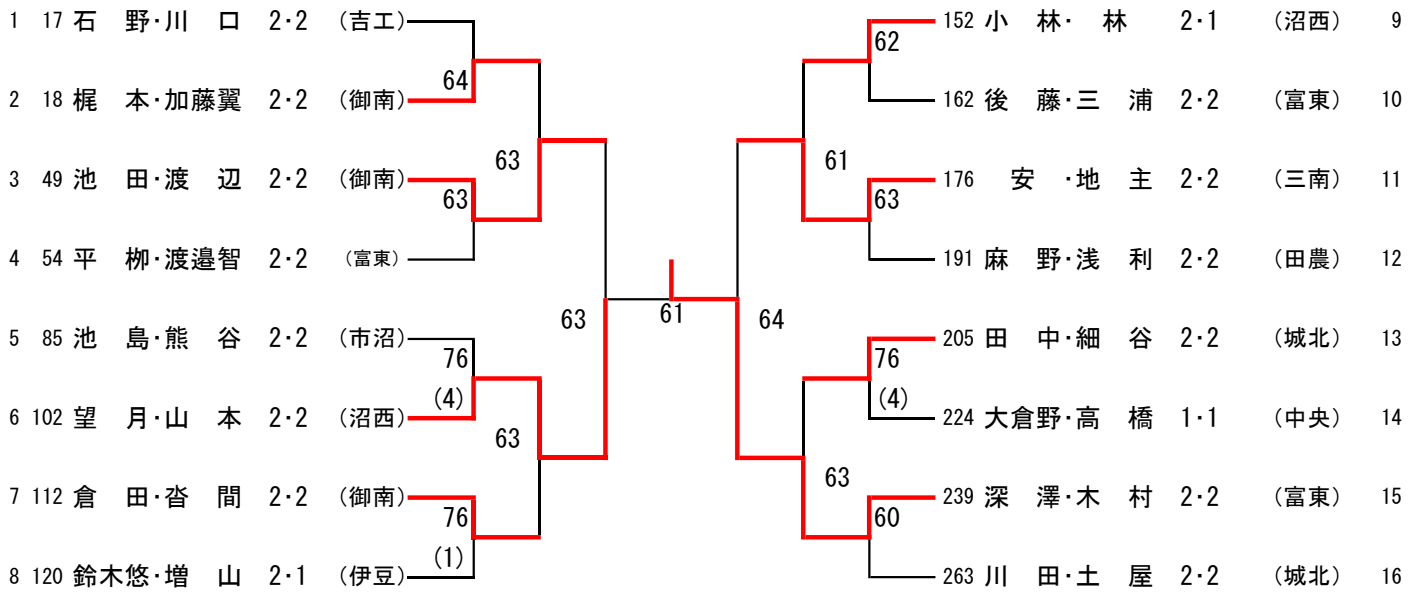 1 17 石 野・川 口 2・2 (吉工)
64
2 18 梶 本・加藤翼 2・2 (御南)
63
3 49 池 田・渡 辺 2・2 (御南)
63
4 54 平 栁・渡邉智 2・2 (富東)
63
5 85 池 島・熊 谷 2・2 (市沼)
76
(4)
6 102 望 月・山 本 2・2 (沼西)
63
7 112 倉 田・沓 間 2・2 (御南)
76
(1)
8 120 鈴木悠・増 山 2・1 (伊豆)
61
152 小 林・ 林 2・1 (沼西) 9
62
162 後 藤・三 浦 2・2 (富東) 10
61
176 安 ・地 主 2・2 (三南) 11
63
191 麻 野・浅 利 2・2 (田農) 12
64
205 田 中・細 谷 2・2 (城北) 13
76
(4)
224 大倉野・高 橋 1・1 (中央) 14
63
239 深 澤・木 村 2・2 (富東) 15
60
263 川 田・土 屋 2・2 (城北) 16